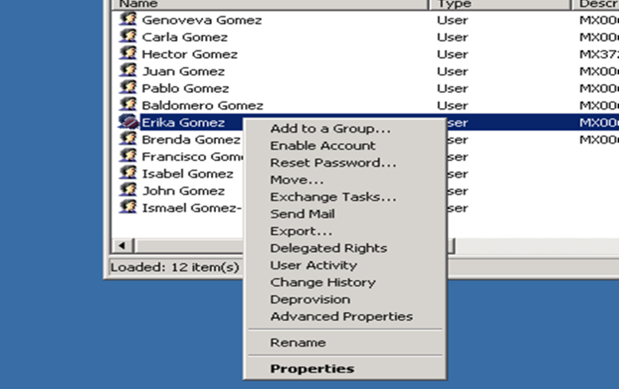 Name Type Descr
Genoveva Gomez User MX00
Carla Gomez User MX00
Hector Gomez User MX37
Juan Gomez User MX00
Pablo Gomez User MX00
Baldomero Gomez User MX00
Erika Gomez ser MX00
Brenda Gomez ser MX00
Francisco Gom ser
Isabel Gomez ser
John Gomez ser
Ismael Gomez- ser
Add to a Group...
Enable Account
Reset Password...
Move...
Exchange Tasks...
Send Mail
Export...
Delegated Rights
User Activity
Change History
Deprovision
Advanced Properties
Rename
Properties
Loaded: 12 item(s)